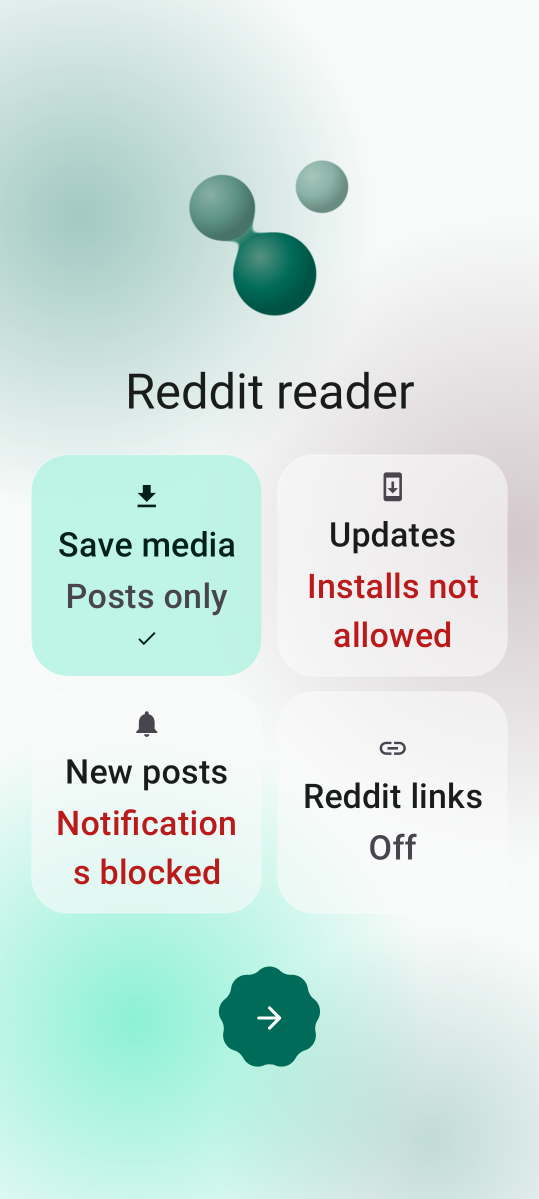 Reddit reader
Save media
Posts only
Updates
Installs not
allowed
New posts
Notification
s blocked
Reddit links
Off